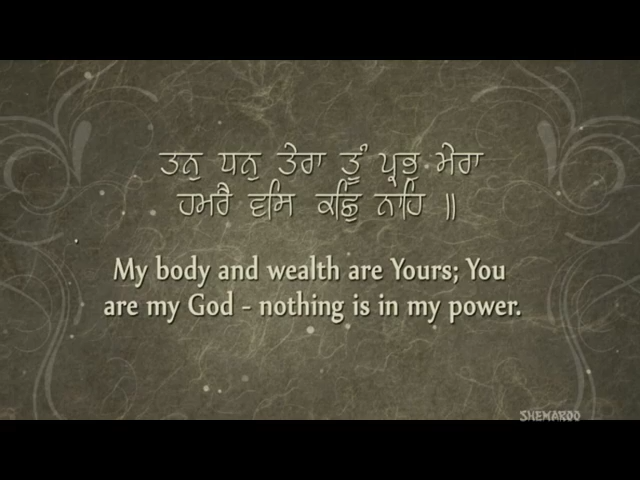 ਤਨੁ ਧਨੁ ਤੇਰਾ ਤੂੰ ਪ੍ਰਭੁ ਮੇਰਾ
ਹਮਰੈ ਵਸਿ ਕਛੁ ਨਾਹਿ ॥
My body and wealth are Yours; You
are my God - nothing is in my power.
SHEMAROO